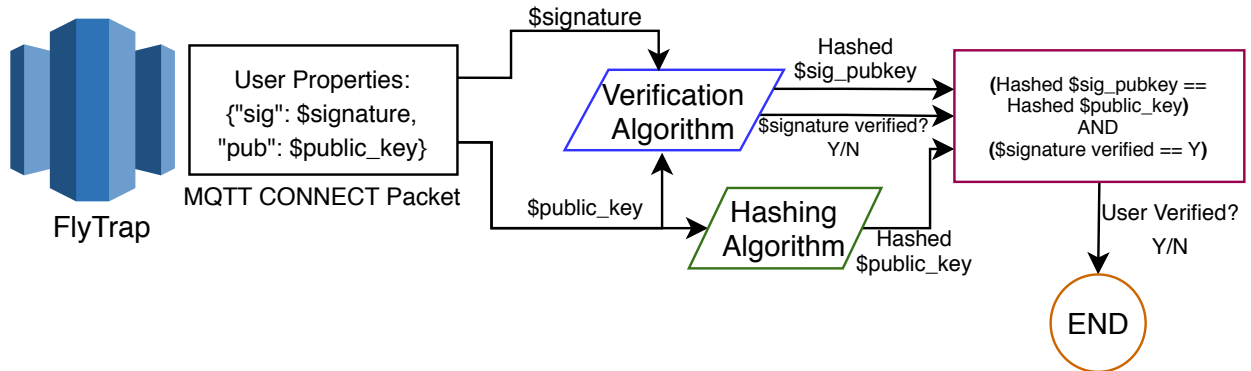 FlyTrap
User Properties:
{"sig": $signature,
"pub": $public_key}
MQTT CONNECT Packet
$signature
$public_key
Verification
Algorithm
Hashing
Algorithm
Hashed
$sig_pubkey
$signature verified?
Y/N
Hashed
$public_key
(Hashed $sig_pubkey ==
Hashed $public_key)
AND
($signature verified == Y)
User Verified?
Y/N
END